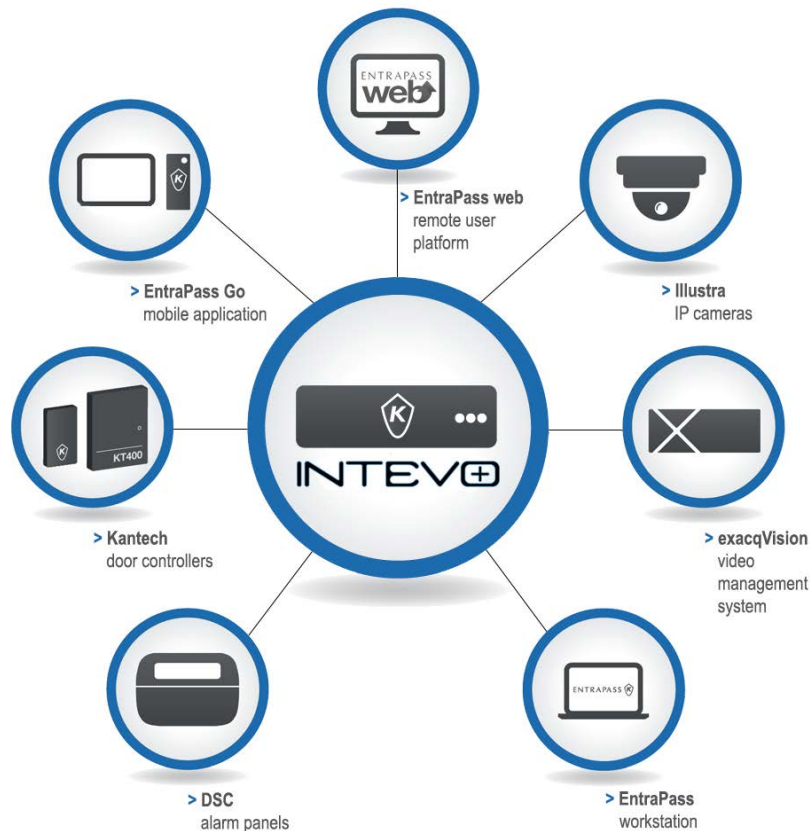 ENTRAPASS
web
> EntraPass web
remote user
platform
K
> EntraPass Go
mobile application
> Illustra
IP cameras
K
INTEVO
K
KT400
> Kantech
door controllers
> exacqVision
video
management
system
ENTRAPASS K
> DSC
alarm panels
> EntraPass
workstation